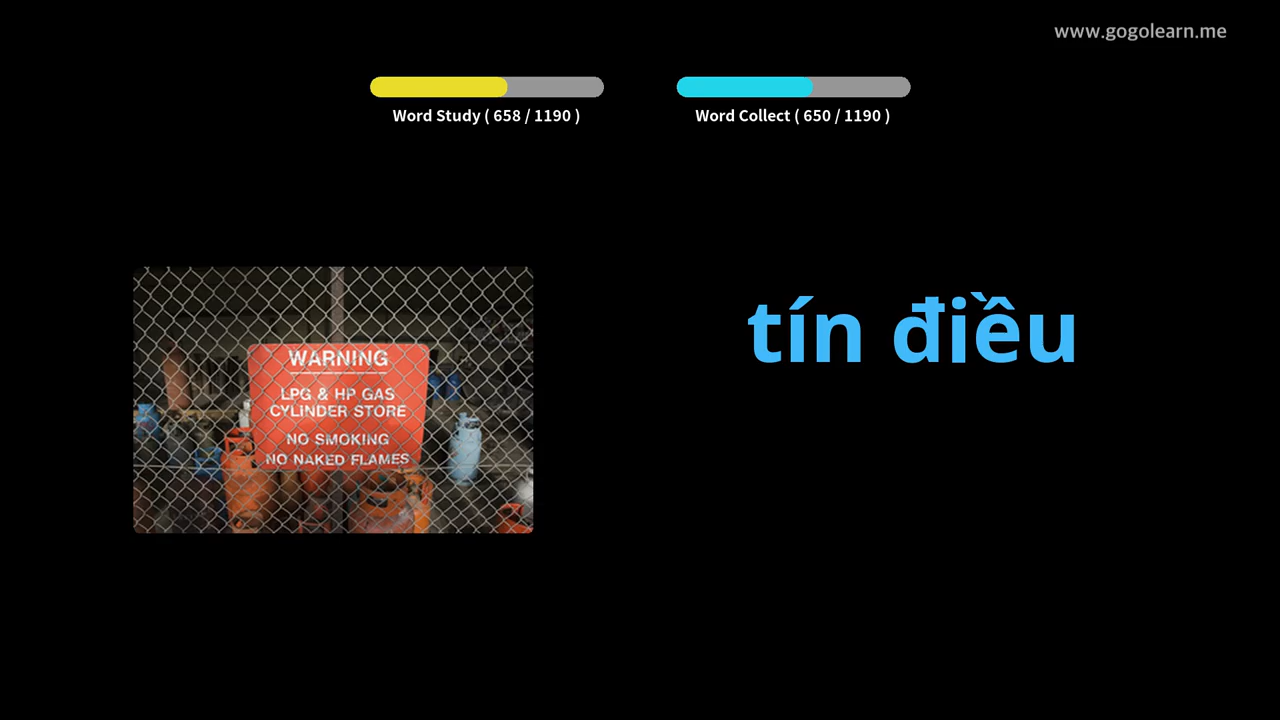 www.gogolearn.me
Word Study ( 658 / 1190 )
Word Collect ( 650 / 1190 )
tín điều
WARNING
LPG & HP GAS
CYLINDER STORE
NO SMOKING
NO NAKED FLAMES